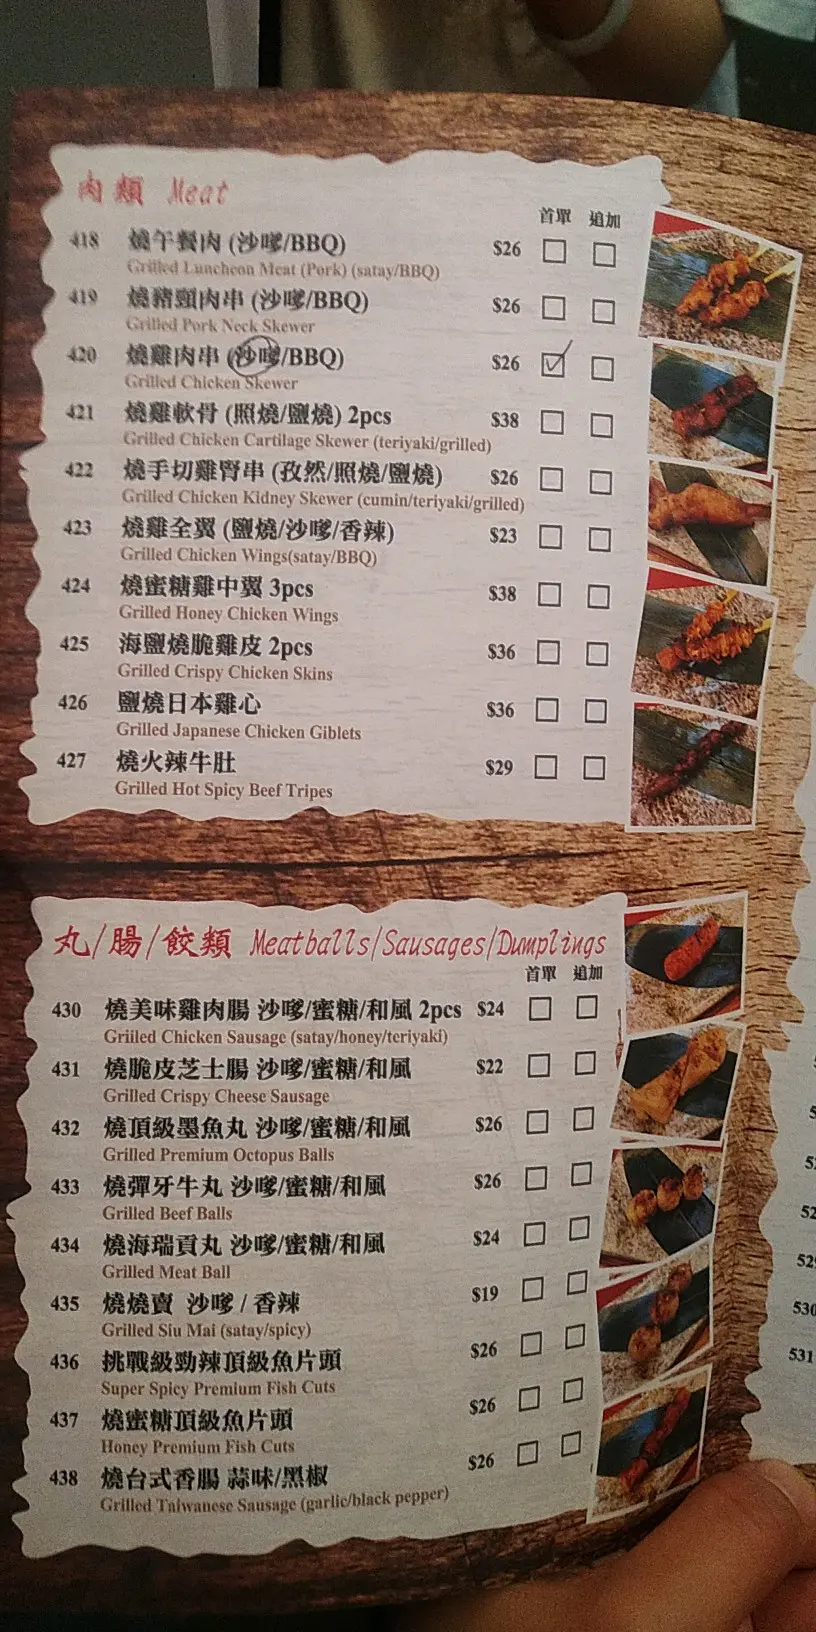 肉類 Meat
首單 追加
418 燒午餐肉 (沙嗲/BBQ) $26
Grilled Luncheon Meat (Pork) (satay/BBQ)
419 燒豬頸肉串 (沙嗲/BBQ) $26
Grilled Pork Neck Skewer
420 燒雞肉串 (沙嗲/BBQ) $26
Grilled Chicken Skewer
421 燒雞軟骨 (照燒/鹽燒) 2pcs $38
Grilled Chicken Cartilage Skewer (teriyaki/grilled)
422 燒手切雞腎串 (孜然/照燒/鹽燒) $26
Grilled Chicken Kidney Skewer (cumin/teriyaki/grilled)
423 燒雞全翼 (鹽燒/沙嗲/香辣) $23
Grilled Chicken Wings(satay/BBQ)
424 燒蜜糖雞中翼 3pcs $38
Grilled Honey Chicken Wings
425 海鹽燒脆雞皮 2pcs $36
Grilled Crispy Chicken Skins
426 鹽燒日本雞心 $36
Grilled Japanese Chicken Giblets
427 燒火辣牛肚 $29
Grilled Hot Spicy Beef Tripes
丸/腸/餃類 Meatballs/Sausages/Dumplings
首單 追加
430 燒美味雞肉腸 沙嗲/蜜糖/和風 2pcs $24
Griiled Chicken Sausage (satay/honey/teriyaki)
431 燒脆皮芝士腸 沙嗲/蜜糖/和風 $22
Grilled Crispy Cheese Sausage
432 燒頂級墨魚丸 沙嗲/蜜糖/和風 $26
Grilled Premium Octopus Balls
433 燒彈牙牛丸 沙嗲/蜜糖/和風 $26
Grilled Beef Balls
434 燒海瑞貢丸 沙嗲/蜜糖/和風 $24
Grilled Meat Ball
435 燒燒賣 沙嗲 / 香辣 $19
Grilled Siu Mai (satay/spicy)
436 挑戰級勁辣頂級魚片頭 $26
Super Spicy Premium Fish Cuts
437 燒蜜糖頂級魚片頭 $26
Honey Premium Fish Cuts
438 燒台式香腸 蒜味/黑椒 $26
Grilled Taiwanese Sausage (garlic/black pepper)
530
531